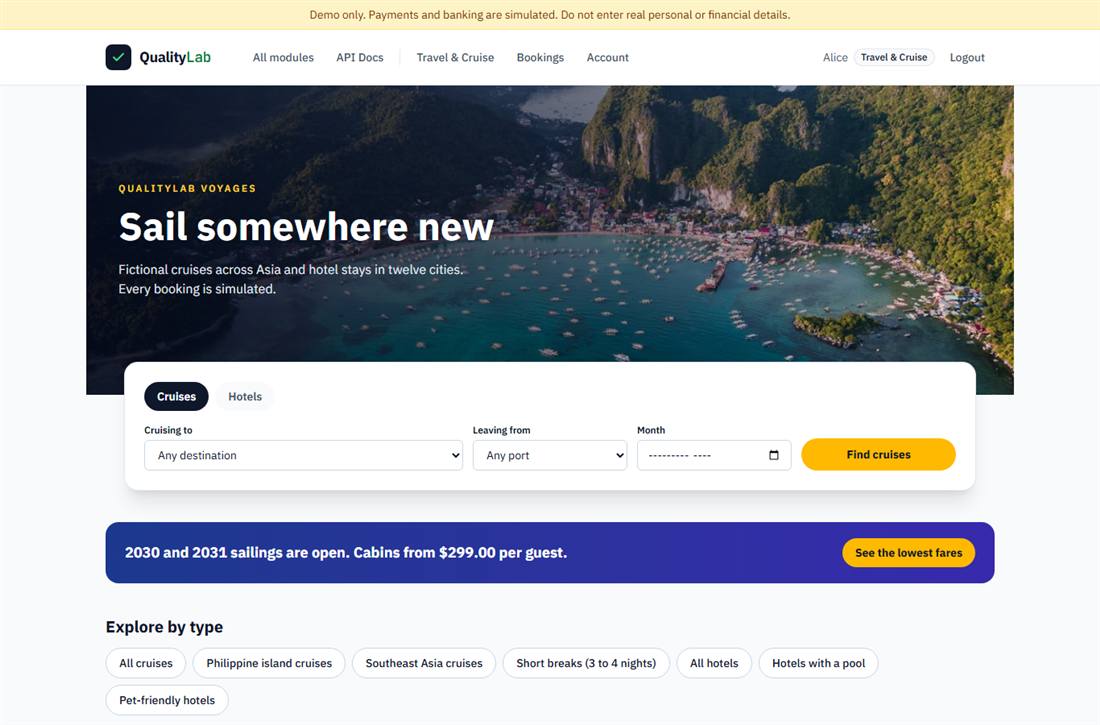 Demo only. Payments and banking are simulated. Do not enter real personal or financial details.
QualityLab
All modules
API Docs
Travel & Cruise
Bookings
Account
Alice
Travel & Cruise
Logout
QUALITYLAB VOYAGES
Sail somewhere new
Fictional cruises across Asia and hotel stays in twelve cities.
Every booking is simulated.
Cruises
Hotels
Cruising to
Leaving from
Month
Any destination
Any port
--------- ----
Find cruises
2030 and 2031 sailings are open. Cabins from $299.00 per guest.
See the lowest fares
Explore by type
All cruises
Philippine island cruises
Southeast Asia cruises
Short breaks (3 to 4 nights)
All hotels
Hotels with a pool
Pet-friendly hotels